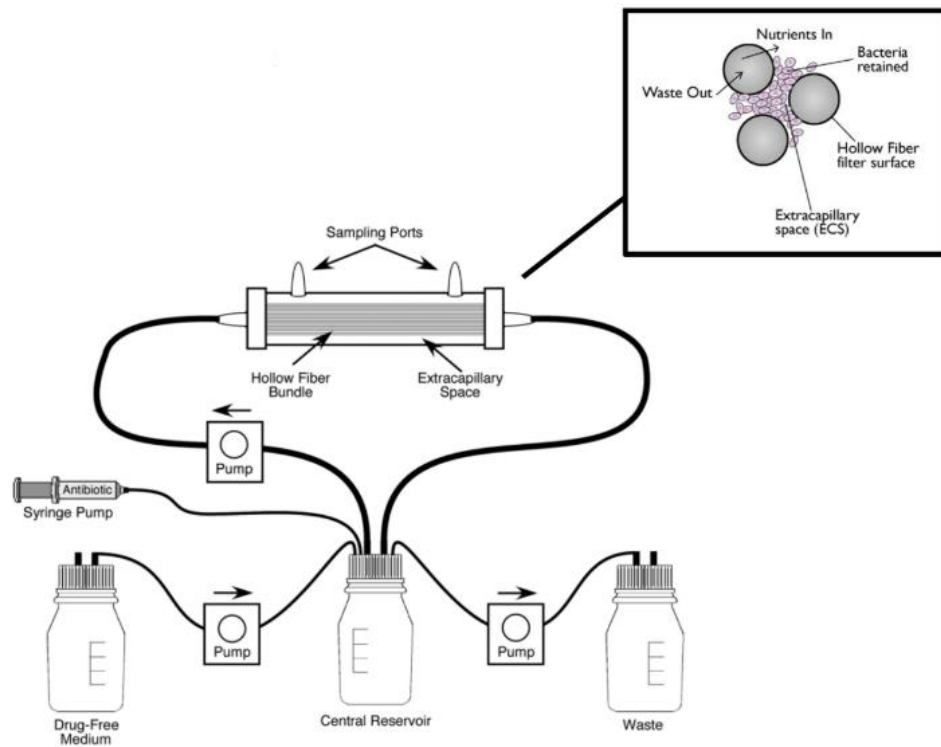 Nutrients In
Bacteria
retained
Waste Out
Hollow Fiber
filter surface
Extracapillary
space (ECS)
Sampling Ports
Hollow Fiber
Bundle
Extracapillary
Space
Pump
Antibiotic
Syringe Pump
Pump
Pump
Drug-Free
Medium
Central Reservoir
Waste